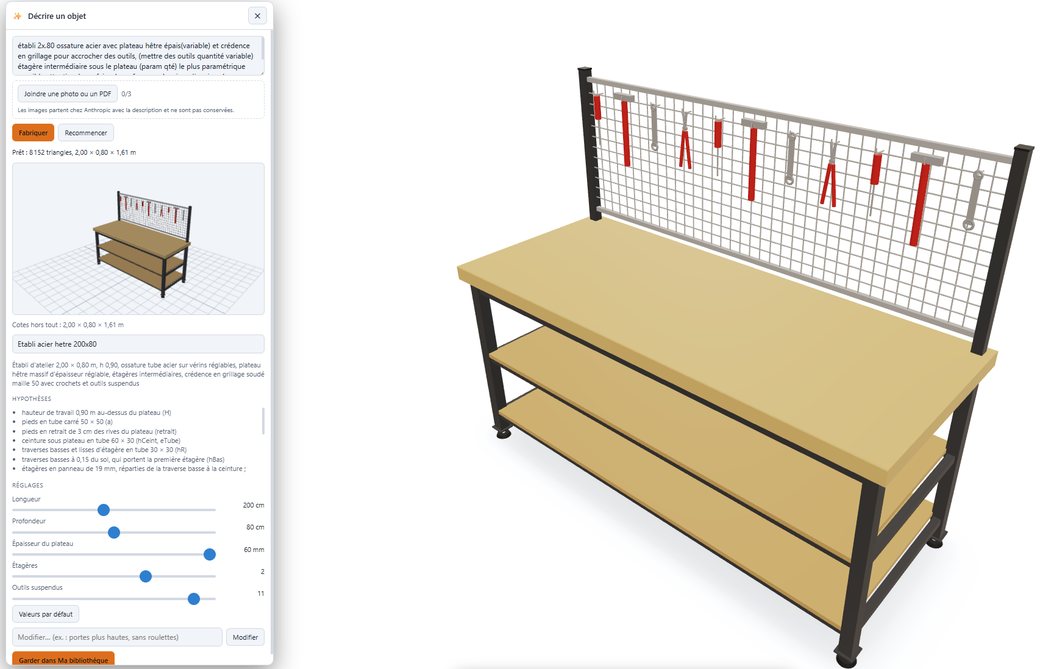 Décrire un objet
établi 2x.80 ossature acier avec plateau hêtre épais(variable) et crédence
en grillage pour accrocher des outils, (mettre des outils quantité variable)
étagère intermédiaire sous le plateau (param qté) le plus paramétrique
Joindre une photo ou un PDF 0/3
Les images partent chez Anthropic avec la description et ne sont pas conservées.
Fabriquer Recommencer
Prêt : 8 152 triangles, 2,00 × 0,80 × 1,61 m
Cotes hors tout : 2,00 × 0,80 × 1,61 m
Etabli acier hetre 200x80
Établi d'atelier 2,00 × 0,80 m, h 0,90, ossature tube acier sur vérins réglables, plateau
hêtre massif d'épaisseur réglable, étagères intermédiaires, crédence en grillage soudé
maille 50 avec crochets et outils suspendus
HYPOTHÈSES
• hauteur de travail 0,90 m au-dessus du plateau (H)
• pieds en tube carré 50 × 50 (a)
• pieds en retrait de 3 cm des rives du plateau (retrait)
• ceinture sous plateau en tube 60 × 30 (hCeint, eTube)
• traverses basses et lisses d'étagère en tube 30 × 30 (hR)
• traverses basses à 0,15 du sol, qui portent la première étagère (hBas)
• étagères en panneau de 19 mm, réparties de la traverse basse à la ceinture ;
RÉGLAGES
Longueur
200 cm
Profondeur
80 cm
Épaisseur du plateau
60 mm
Étagères
2
Outils suspendus
11
Valeurs par défaut
Modifier... (ex. : portes plus hautes, sans roulettes) Modifier
Garder dans Ma bibliothèque